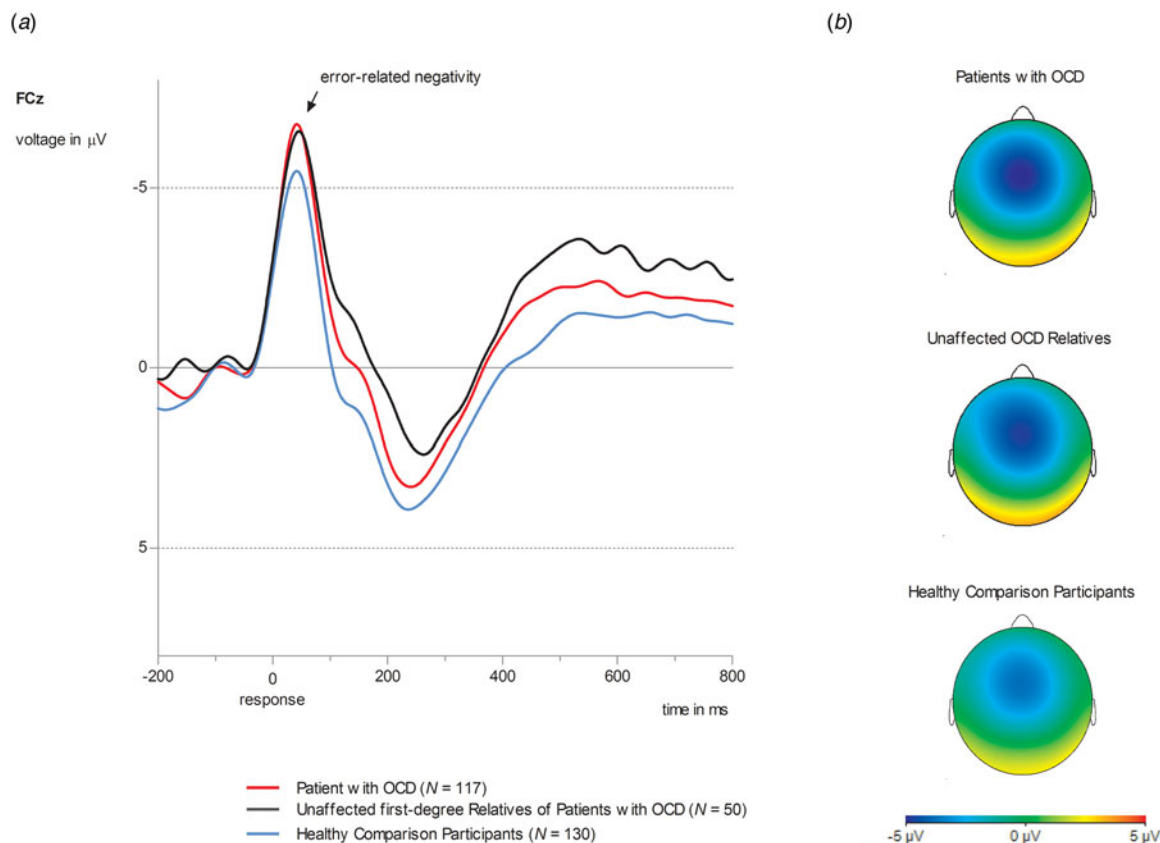 (a)
FCz
voltage in μV
error-related negativity
-5
0
5
-200
0
200
400
600
800
response
time in ms
Patient with OCD (N = 117)
Unaffected first-degree Relatives of Patients with OCD (N = 50)
Healthy Comparison Participants (N = 130)
(b)
Patients with OCD
Unaffected OCD Relatives
Healthy Comparison Participants
-5 μV
0 μV
5 μV